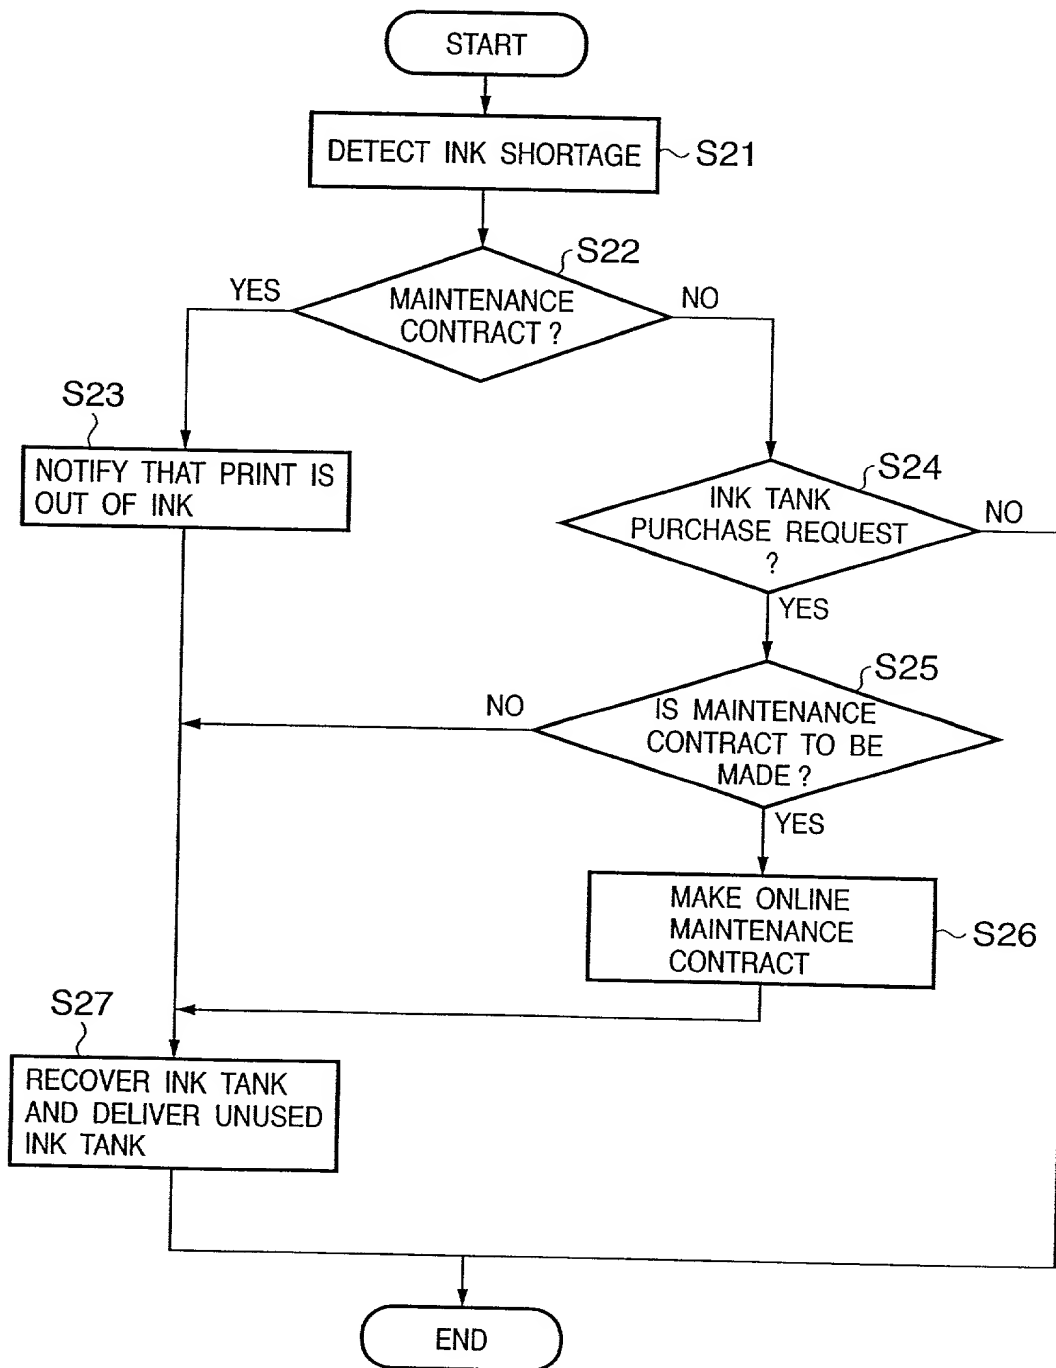 START
DETECT INK SHORTAGE
S21
S22
YES
MAINTENANCE
CONTRACT ?
NO
S23
NOTIFY THAT PRINT IS
OUT OF INK
S24
INK TANK
PURCHASE REQUEST
?
NO
YES
S25
NO
IS MAINTENANCE
CONTRACT TO BE
MADE ?
YES
MAKE ONLINE
MAINTENANCE
CONTRACT
S26
S27
RECOVER INK TANK
AND DELIVER UNUSED
INK TANK
END